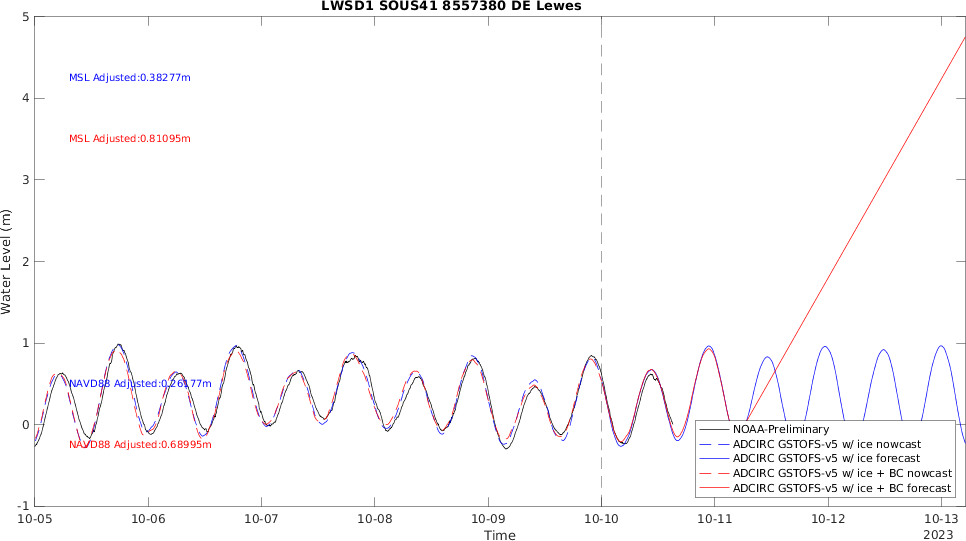 LWSD1 SOUS41 8557380 DE Lewes
5
MSL Adjusted:0.38277m
4
MSL Adjusted:0.81095m
3
2
1
NAVD88 Adjusted:0.26177m
0
NAVD88 Adjusted:0.68995m
-1
Water Level (m)
NOAA-Preliminary
ADCIRC GSTOFS-v5 w/ ice nowcast
ADCIRC GSTOFS-v5 w/ ice forecast
ADCIRC GSTOFS-v5 w/ ice + BC nowcast
ADCIRC GSTOFS-v5 w/ ice + BC forecast
10-05 10-06 10-07 10-08 10-09 10-10 10-11 10-12 10-13
Time
2023